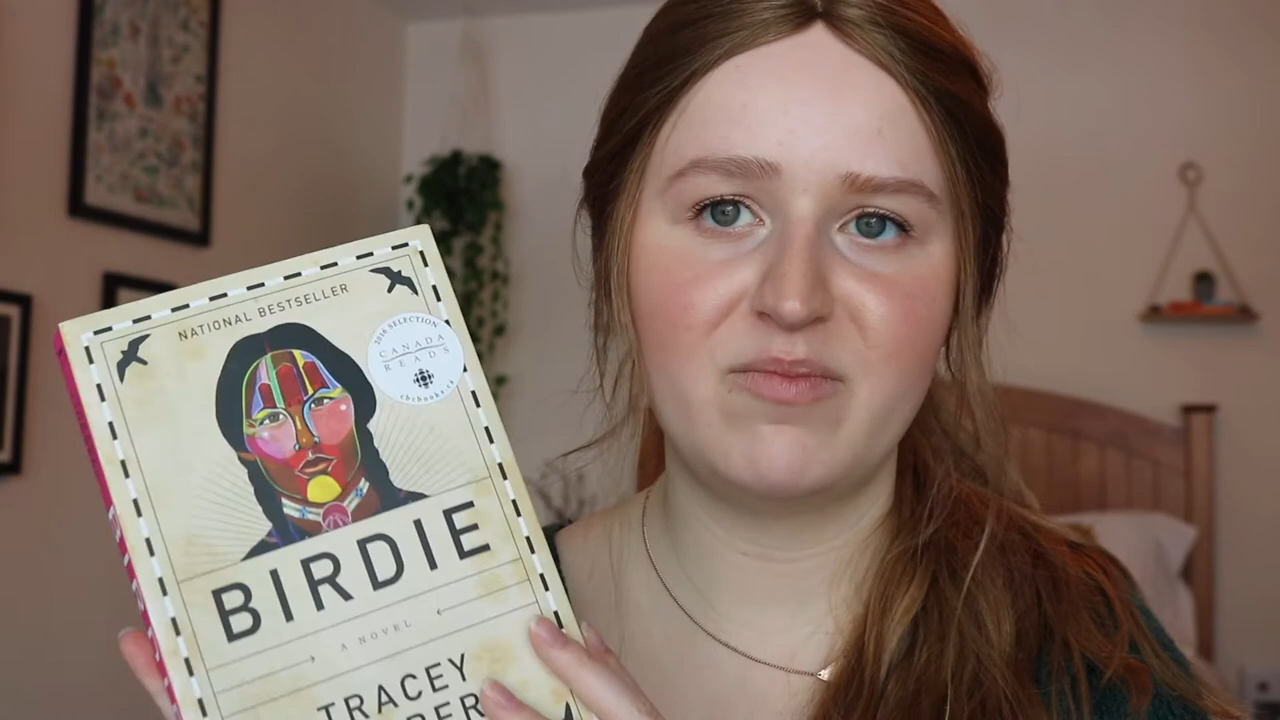 NATIONAL BESTSELLER
2016 SELECTION
CANADA
READS
cbcbooks.ca
BIRDIE
A NOVEL
TRACEY